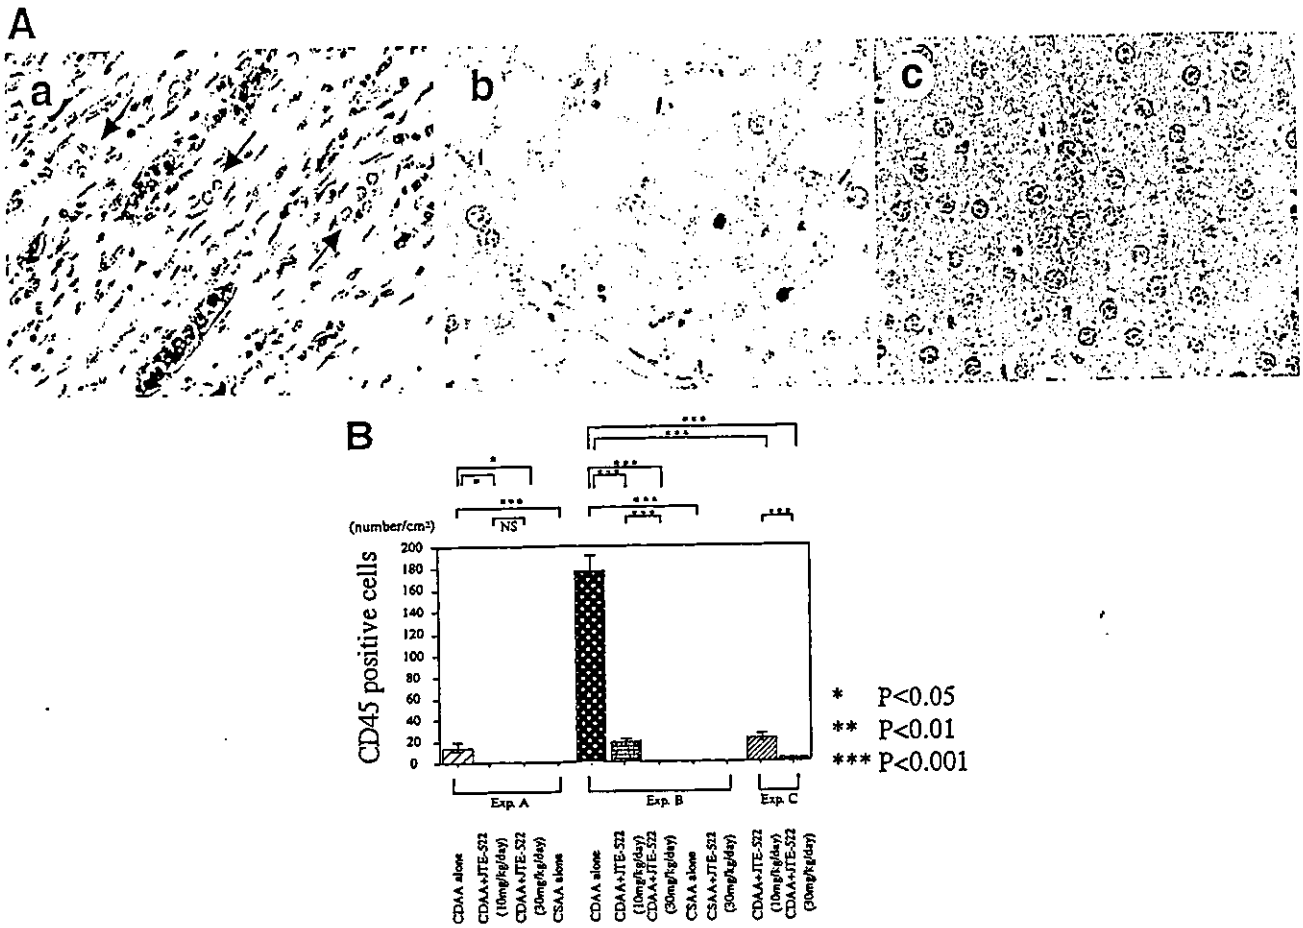 A
a
b
c
B
***
***
*
***
*
***
***
***
NS
***
***
(number/cm²)
CD45 positive cells
200
180
160
140
120
100
80
60
40
20
0
* P<0.05
** P<0.01
*** P<0.001
Exp. A
Exp. B
Exp. C
CDAA alone
CDAA+JTE-522
(10mg/kg/day)
CDAA+JTE-522
(30mg/kg/day)
CSAA alone
CDAA alone
CDAA+JTE-522
(10mg/kg/day)
CDAA+JTE-522
(30mg/kg/day)
CSAA alone
CSAA+JTE-522
(30mg/kg/day)
CDAA+JTE-522
(10mg/kg/day)
CDAA+JTE-522
(30mg/kg/day)